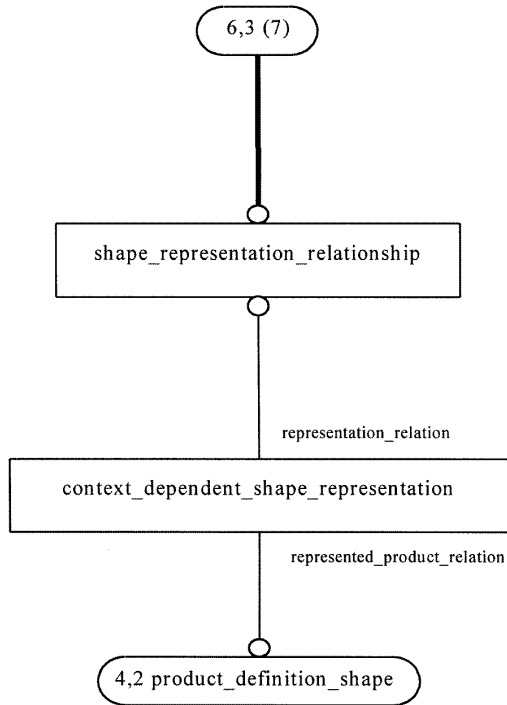 6,3 (7)
shape_representation_relationship
representation_relation
context_dependent_shape_representation
represented_product_relation
4,2 product_definition_shape